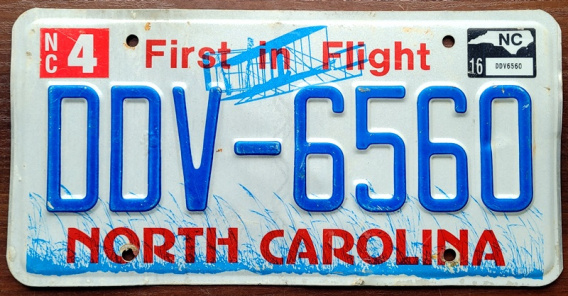 NC 4 First in Flight NC
16 DDV6560
DDV-6560
NORTH CAROLINA